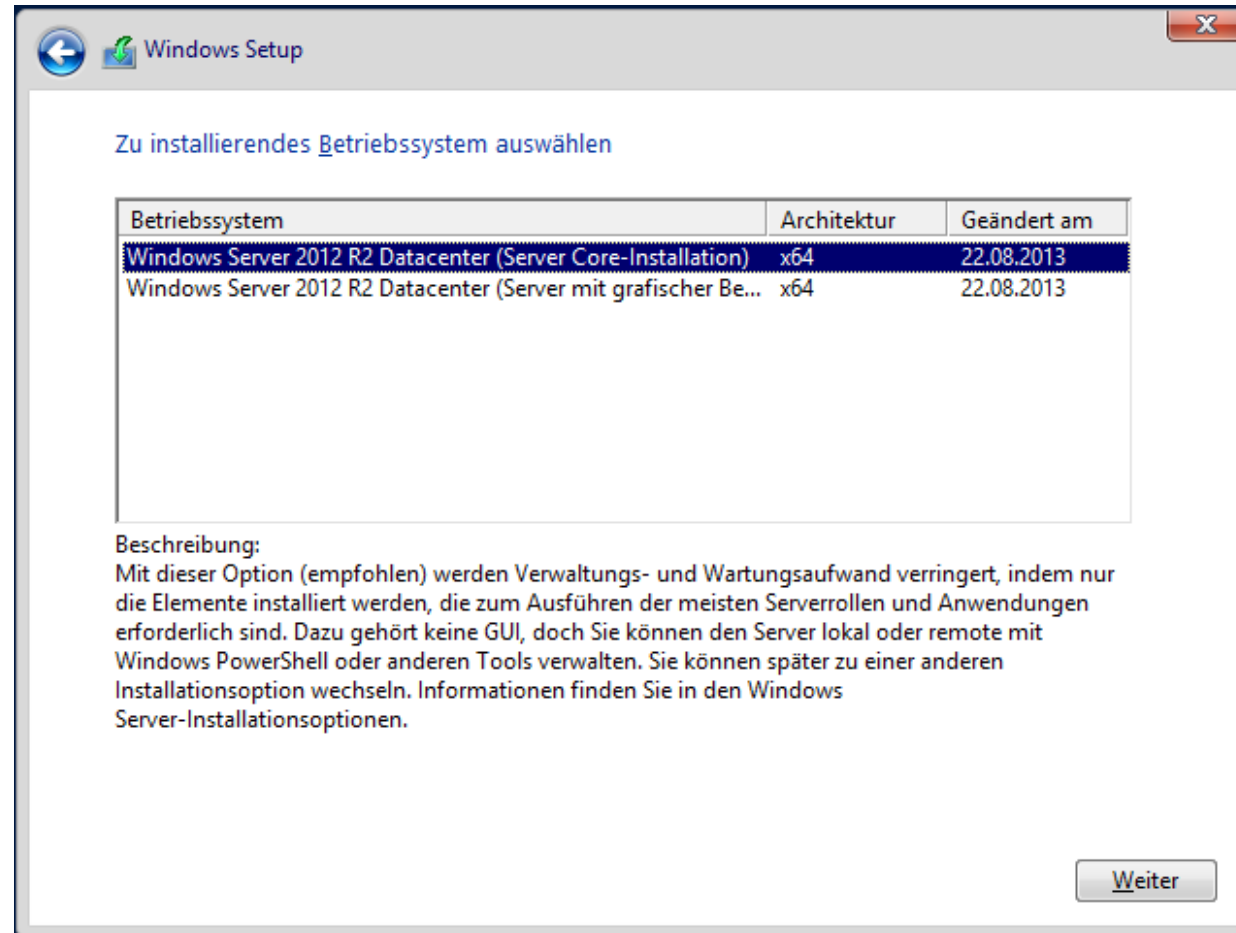 Windows Setup
Zu installierendes Betriebssystem auswählen
Betriebssystem Architektur Geändert am
Windows Server 2012 R2 Datacenter (Server Core-Installation) x64 22.08.2013
Windows Server 2012 R2 Datacenter (Server mit grafischer Be... x64 22.08.2013
Beschreibung:
Mit dieser Option (empfohlen) werden Verwaltungs- und Wartungsaufwand verringert, indem nur
die Elemente installiert werden, die zum Ausführen der meisten Serverrollen und Anwendungen
erforderlich sind. Dazu gehört keine GUI, doch Sie können den Server lokal oder remote mit
Windows PowerShell oder anderen Tools verwalten. Sie können später zu einer anderen
Installationsoption wechseln. Informationen finden Sie in den Windows
Server-Installationsoptionen.
Weiter